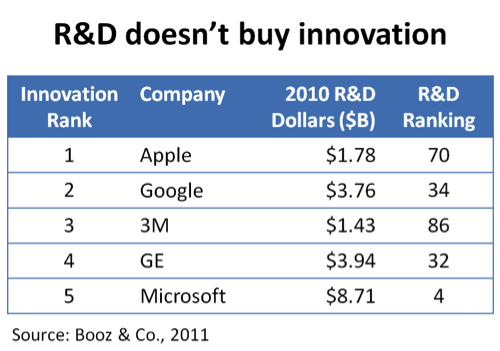 R&D doesn't buy innovation
Innovation Rank Company 2010 R&D Dollars ($B) R&D Ranking
1 Apple $1.78 70
2 Google $3.76 34
3 3M $1.43 86
4 GE $3.94 32
5 Microsoft $8.71 4
Source: Booz & Co., 2011